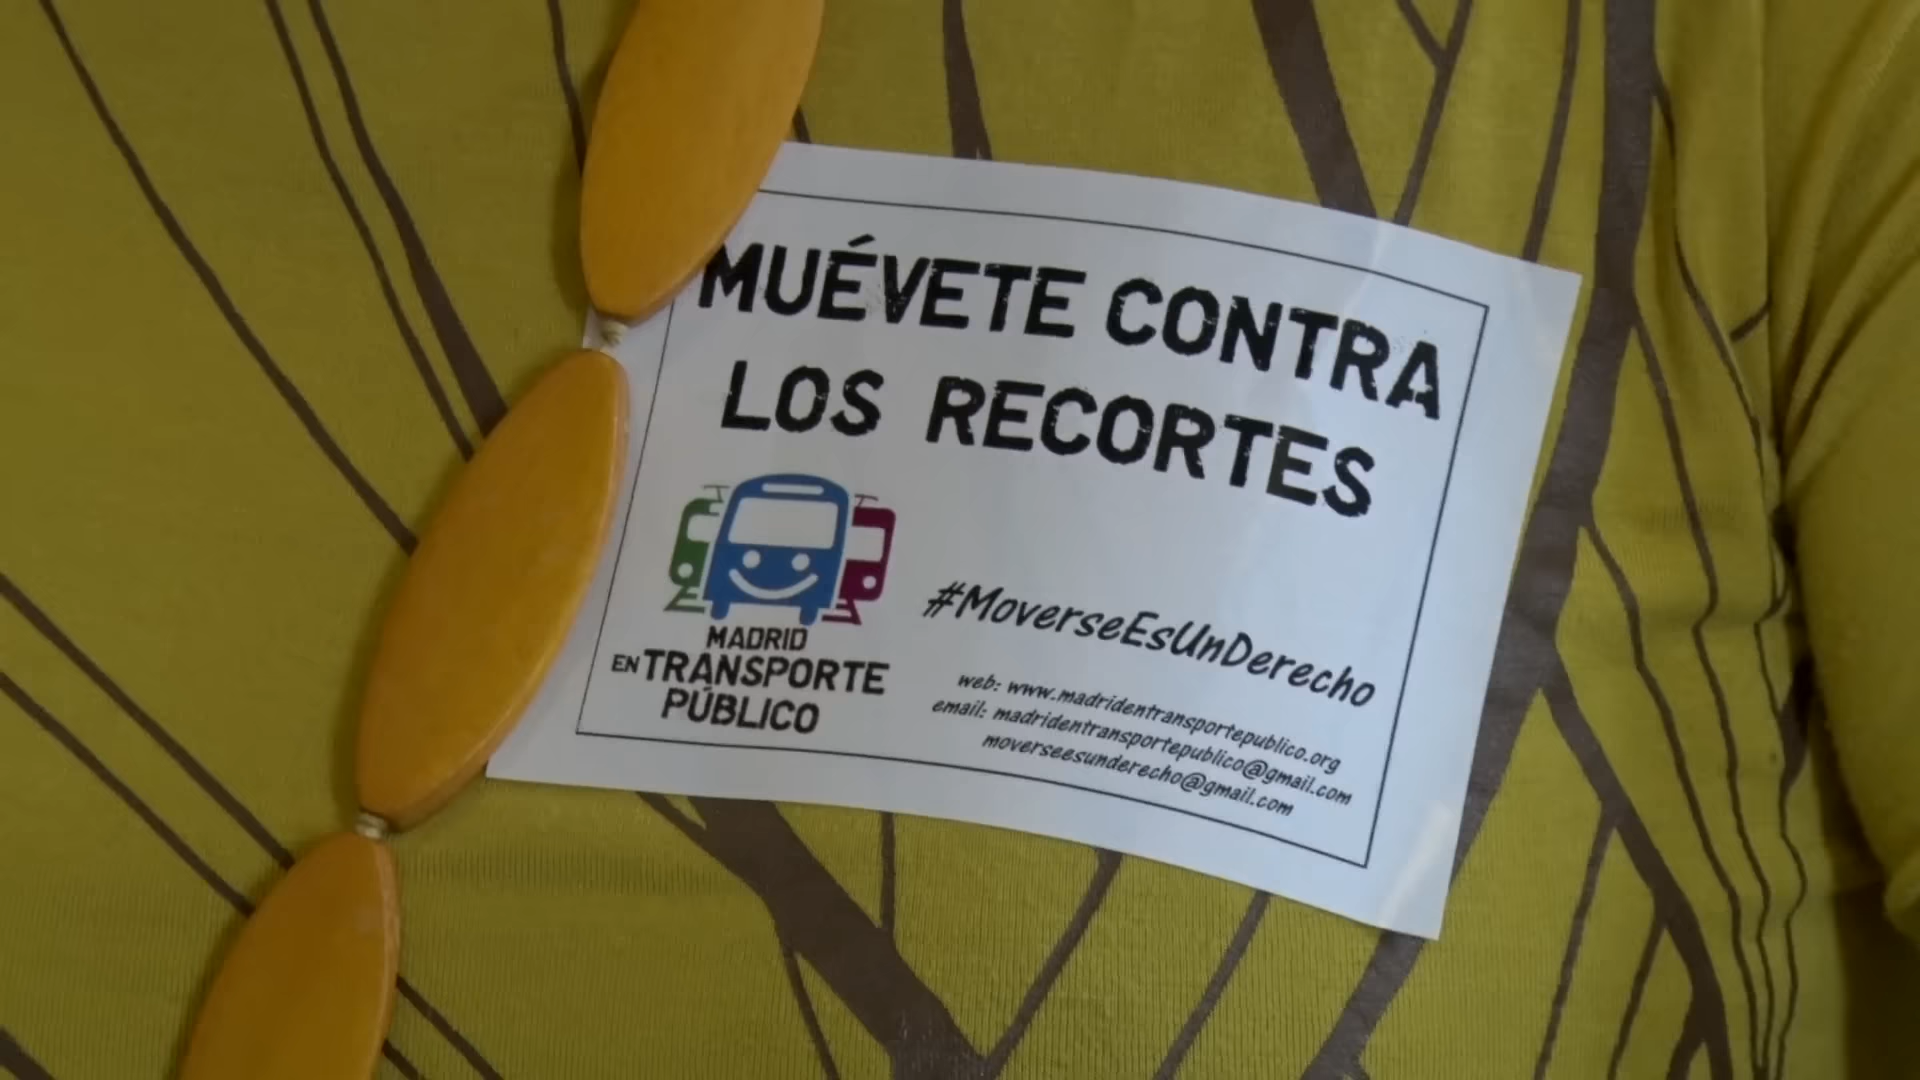 MUÉVETE CONTRA
LOS RECORTES
MADRID
EN TRANSPORTE
PÚBLICO
#MoverseEsUnDerecho
web: www.madridentransportepublico.org
email: madridentransportepublico@gmail.com
moverseesunderecho@gmail.com